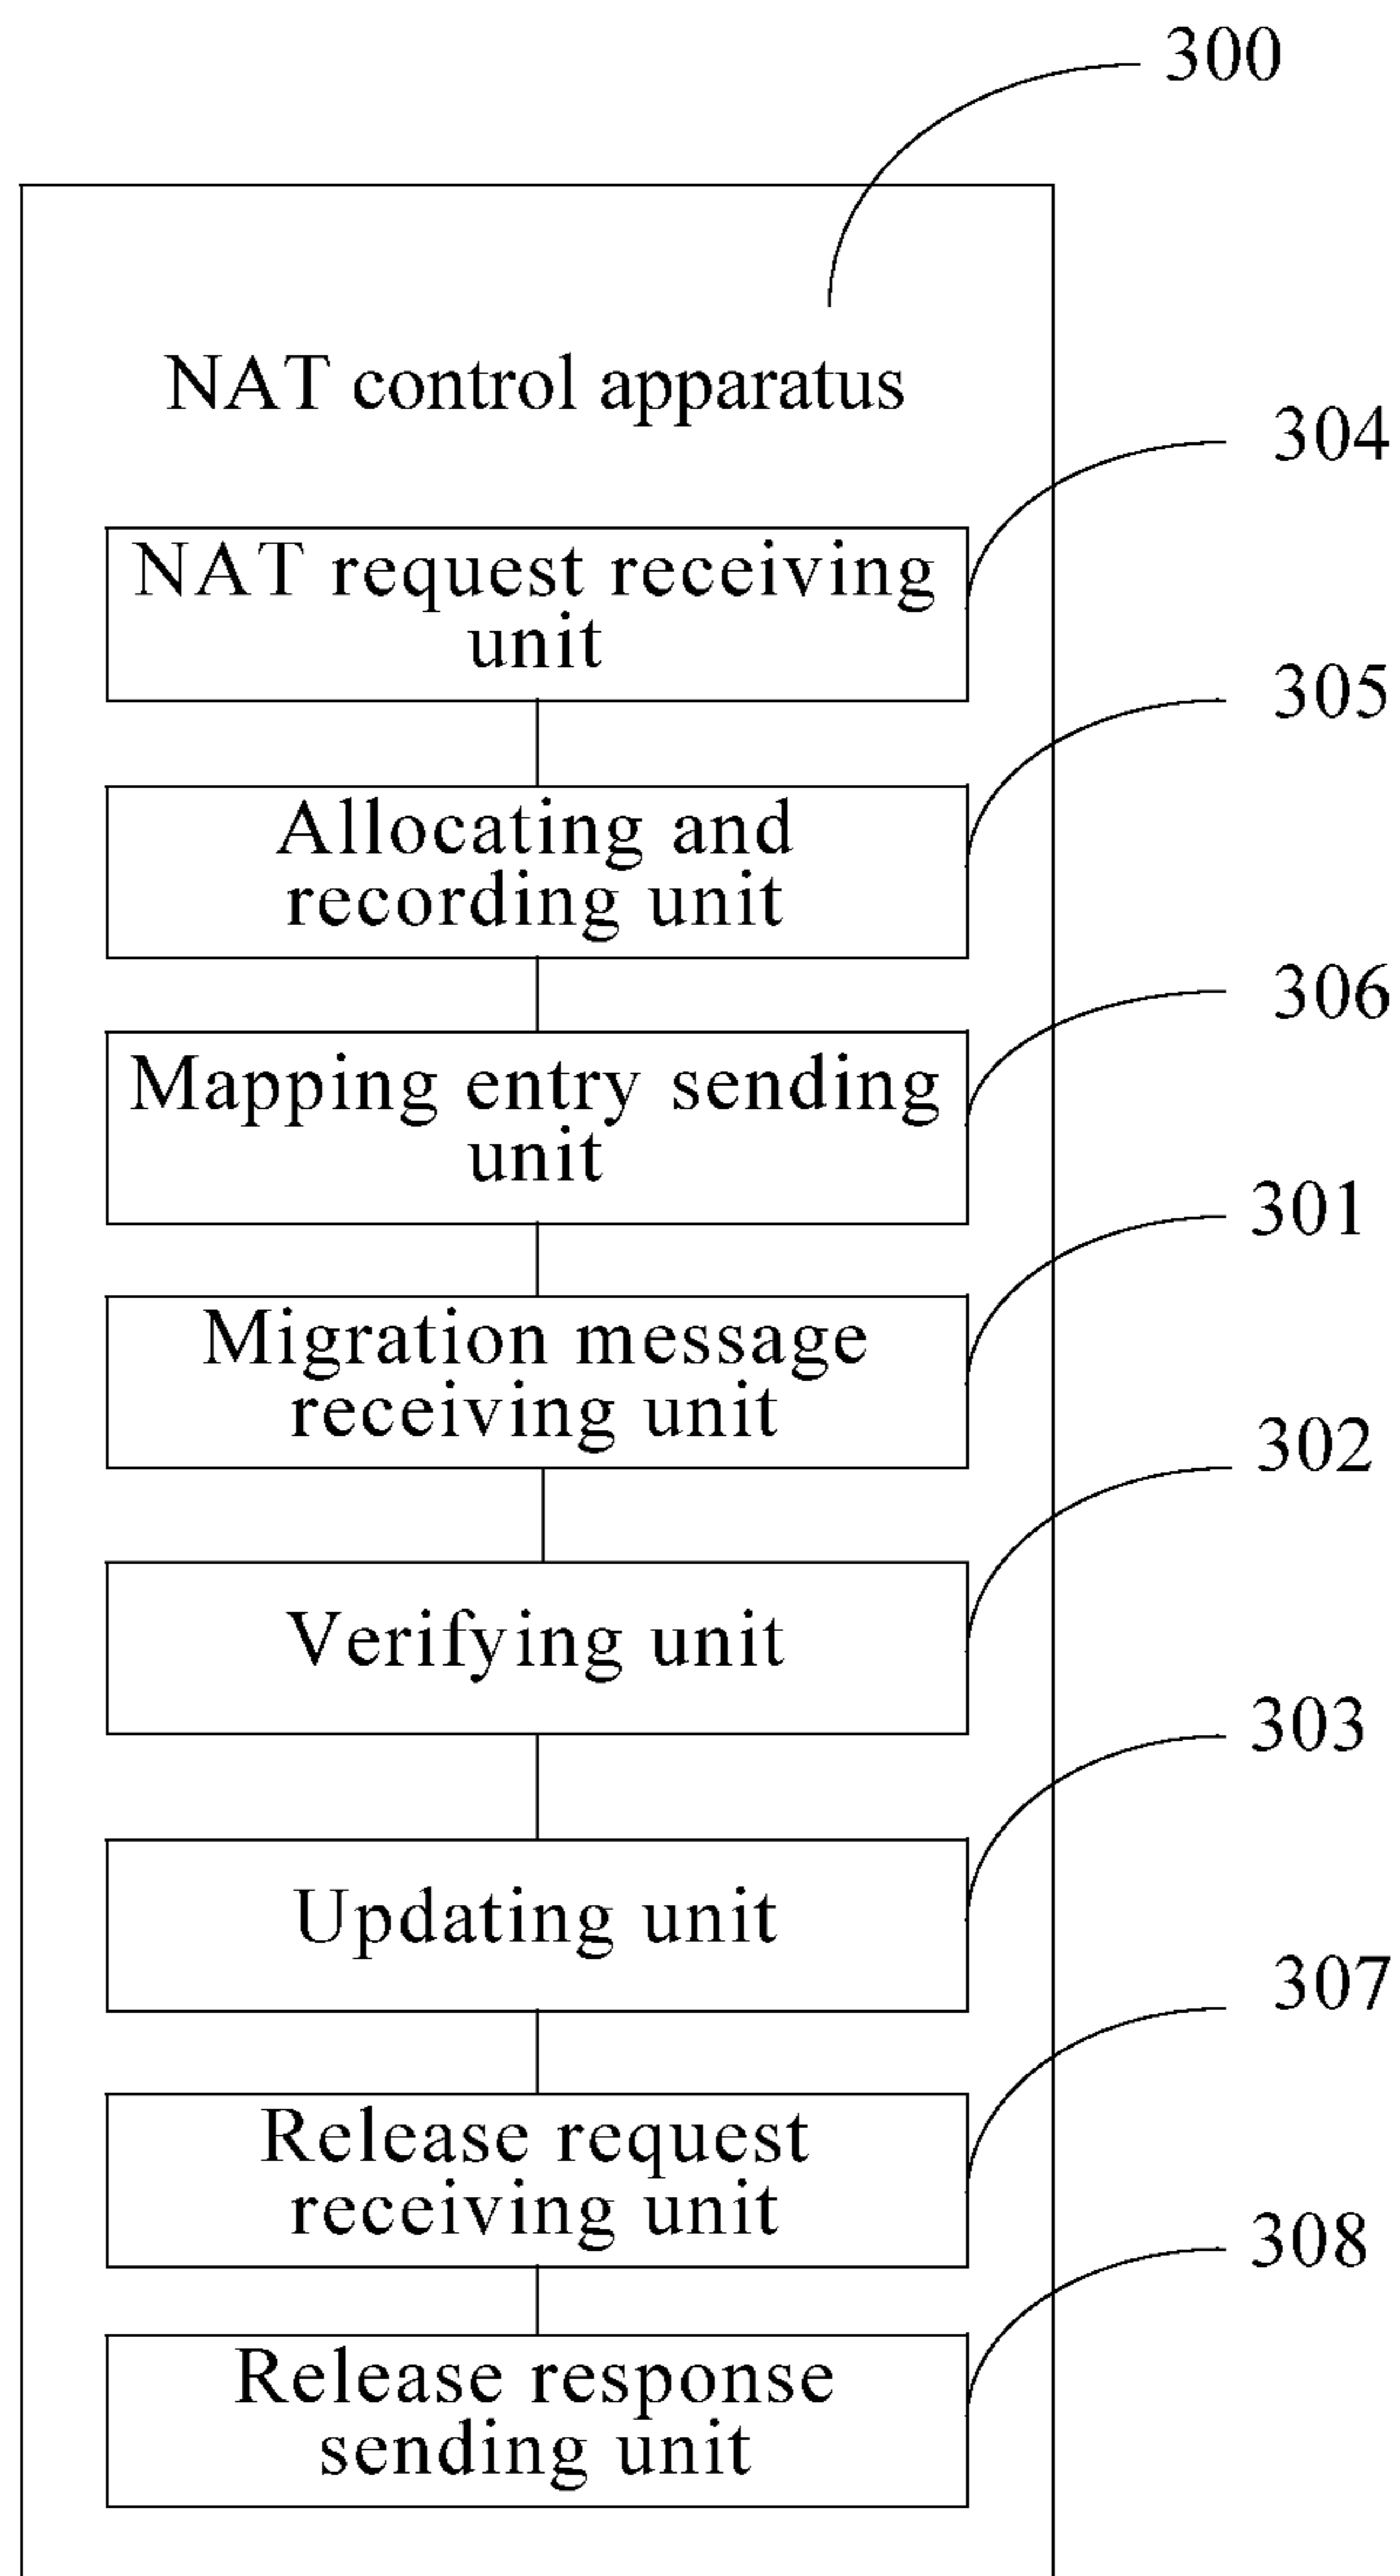 300
NAT control apparatus
304
NAT request receiving
unit
305
Allocating and
recording unit
306
Mapping entry sending
unit
301
Migration message
receiving unit
302
Verifying unit
303
Updating unit
307
Release request
receiving unit
308
Release response
sending unit